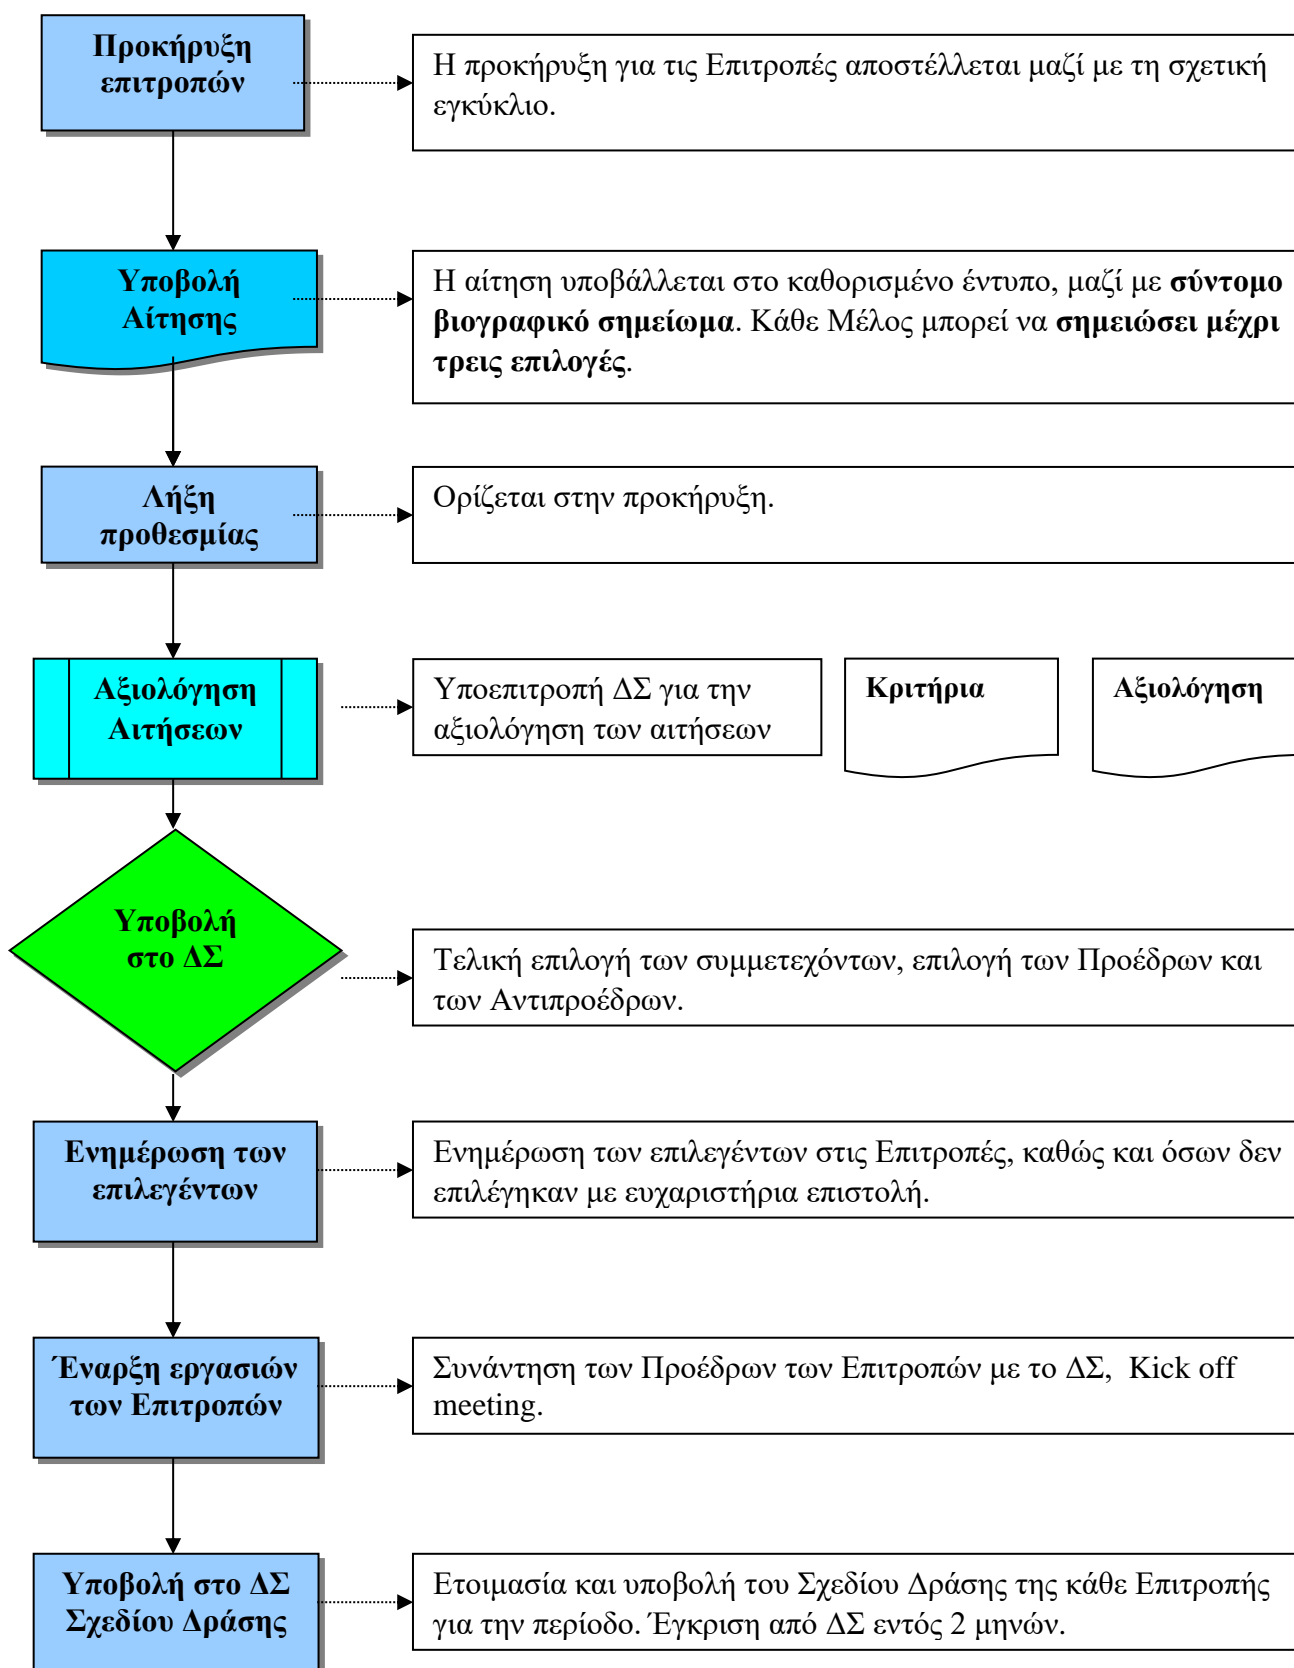 Προκήρυξη
επιτροπών
Η προκήρυξη για τις Επιτροπές αποστέλλεται μαζί με τη σχετική
εγκύκλιο.
Υποβολή
Αίτησης
Η αίτηση υποβάλλεται στο καθορισμένο έντυπο, μαζί με σύντομο
βιογραφικό σημείωμα. Κάθε Μέλος μπορεί να σημειώσει μέχρι
τρεις επιλογές.
Λήξη
προθεσμίας
Ορίζεται στην προκήρυξη.
Αξιολόγηση
Αιτήσεων
Υποεπιτροπή ΔΣ για την
αξιολόγηση των αιτήσεων
Κριτήρια
Αξιολόγηση
Υποβολή
στο ΔΣ
Τελική επιλογή των συμμετεχόντων, επιλογή των Προέδρων και
των Αντιπροέδρων.
Ενημέρωση των
επιλεγέντων
Ενημέρωση των επιλεγέντων στις Επιτροπές, καθώς και όσων δεν
επιλέγηκαν με ευχαριστήρια επιστολή.
Έναρξη εργασιών
των Επιτροπών
Συνάντηση των Προέδρων των Επιτροπών με το ΔΣ, Kick off
meeting.
Υποβολή στο ΔΣ
Σχεδίου Δράσης
Ετοιμασία και υποβολή του Σχεδίου Δράσης της κάθε Επιτροπής
για την περίοδο. Έγκριση από ΔΣ εντός 2 μηνών.